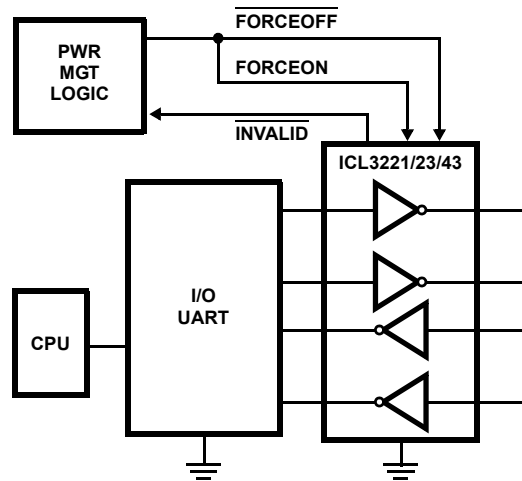 FORCEOFF
PWR
MGT
LOGIC
FORCEON
INVALID
ICL3221/23/43
I/O
UART
CPU